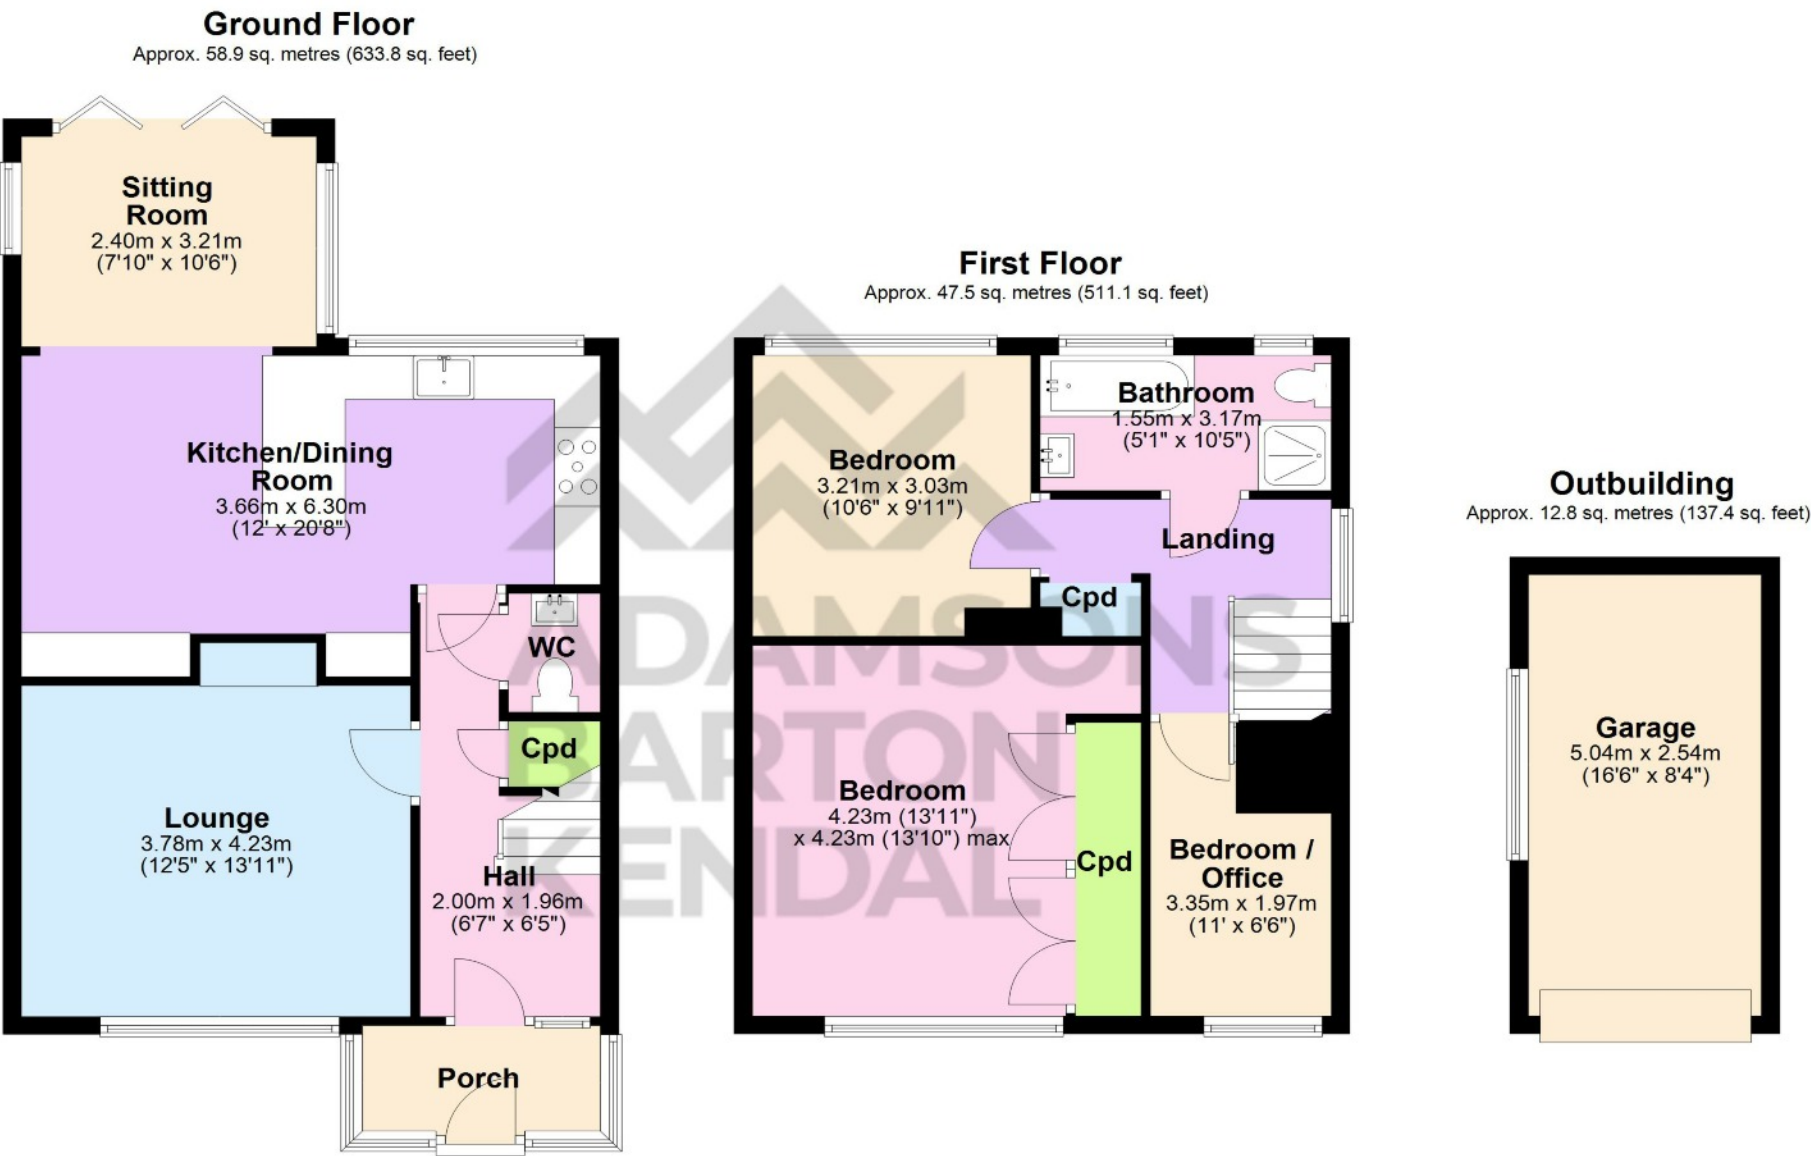 Ground Floor
Approx. 58.9 sq. metres (633.8 sq. feet)
Sitting
Room
2.40m x 3.21m
(7'10" x 10'6")
Kitchen/Dining
Room
3.66m x 6.30m
(12' x 20'8")
WC
Cpd
Lounge
3.78m x 4.23m
(12'5" x 13'11")
Hall
2.00m x 1.96m
(6'7" x 6'5")
Porch
First Floor
Approx. 47.5 sq. metres (511.1 sq. feet)
Bedroom
3.21m x 3.03m
(10'6" x 9'11")
Bathroom
1.55m x 3.17m
(5'1" x 10'5")
Landing
Cpd
Bedroom
4.23m (13'11")
x 4.23m (13'10") max
Cpd
Bedroom /
Office
3.35m x 1.97m
(11' x 6'6")
Outbuilding
Approx. 12.8 sq. metres (137.4 sq. feet)
Garage
5.04m x 2.54m
(16'6" x 8'4")
ADAMSONS
BARTON
KENDAL